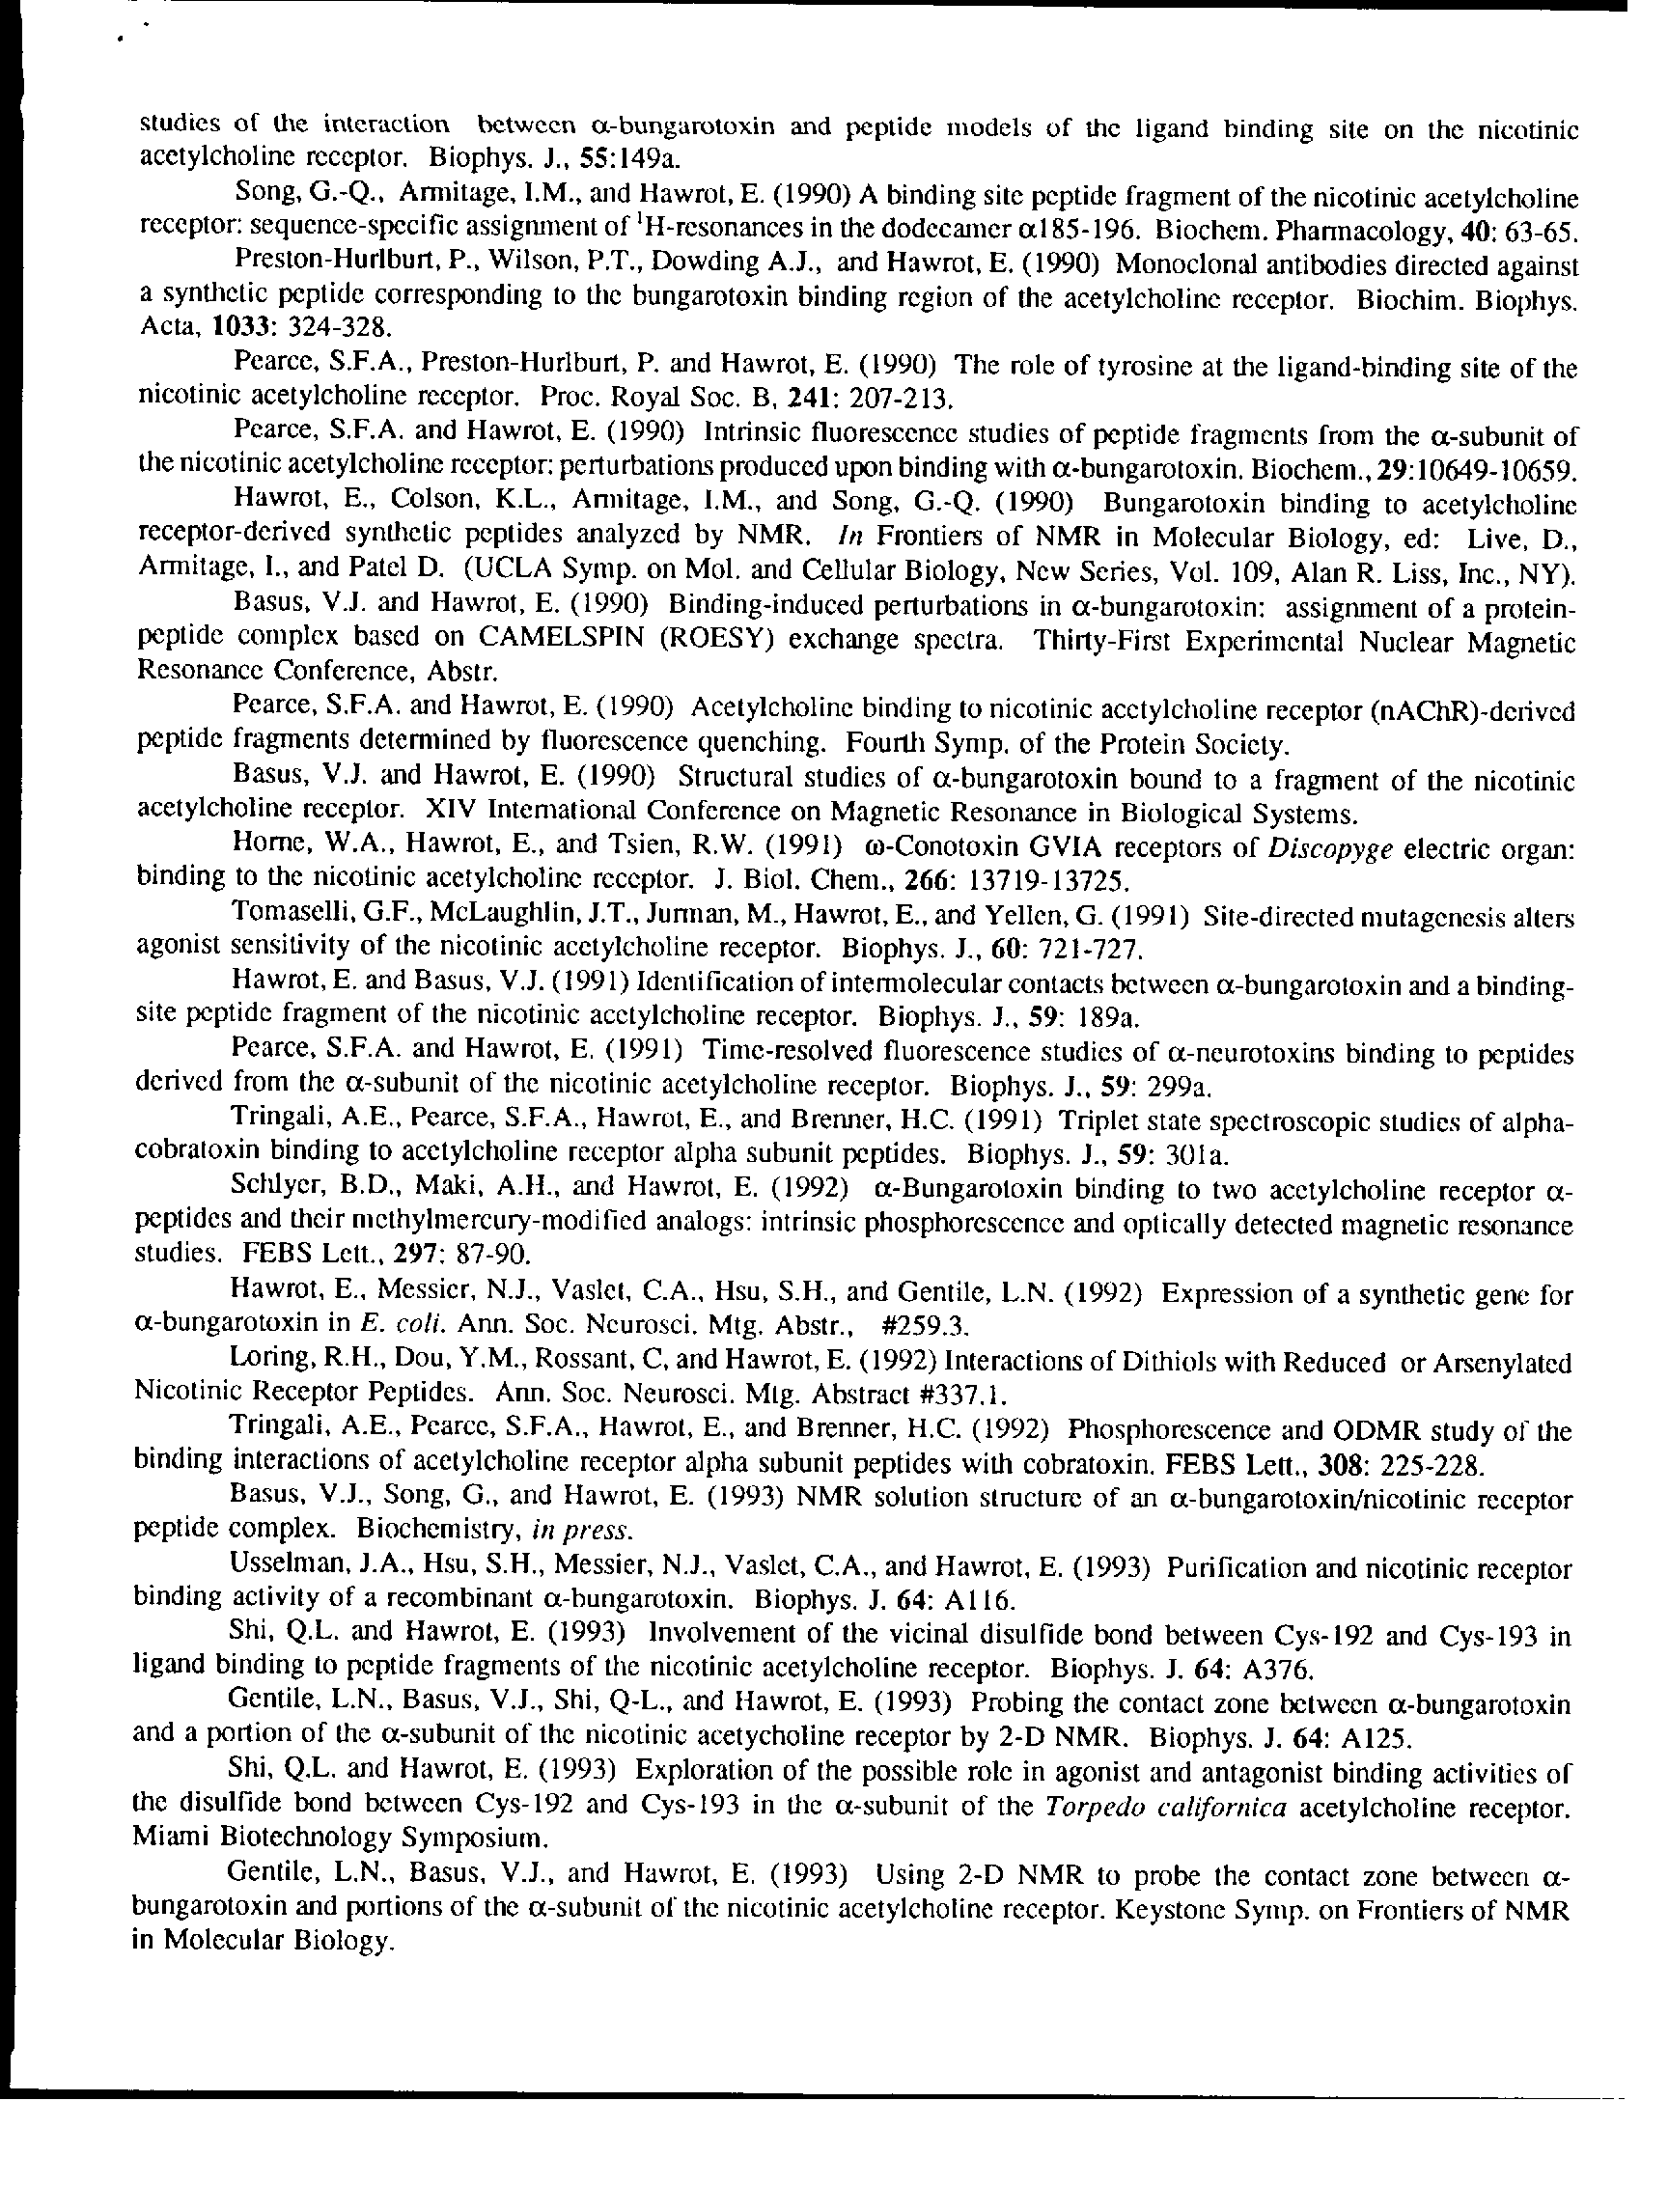 studies of the interaction between α-bungarotoxin and peptide models of the ligand binding site on the nicotinic
acetylcholine receptor. Biophys. J., 55:149a.
Song, G.-Q., Armitage, I.M., and Hawrot, E. (1990) A binding site peptide fragment of the nicotinic acetylcholine
receptor: sequence-specific assignment of ¹H-resonances in the dodecamer α185-196. Biochem. Pharmacology, 40: 63-65.
Preston-Hurlburt, P., Wilson, P.T., Dowding A.J., and Hawrot, E. (1990) Monoclonal antibodies directed against
a synthetic peptide corresponding to the bungarotoxin binding region of the acetylcholine receptor. Biochim. Biophys.
Acta, 1033: 324-328.
Pearce, S.F.A., Preston-Hurlburt, P. and Hawrot, E. (1990) The role of tyrosine at the ligand-binding site of the
nicotinic acetylcholine receptor. Proc. Royal Soc. B, 241: 207-213.
Pearce, S.F.A. and Hawrot, E. (1990) Intrinsic fluorescence studies of peptide fragments from the α-subunit of
the nicotinic acetylcholine receptor: perturbations produced upon binding with α-bungarotoxin. Biochem., 29:10649-10659.
Hawrot, E., Colson, K.L., Armitage, I.M., and Song, G.-Q. (1990) Bungarotoxin binding to acetylcholine
receptor-derived synthetic peptides analyzed by NMR. In Frontiers of NMR in Molecular Biology, ed: Live, D.,
Armitage, I., and Patel D. (UCLA Symp. on Mol. and Cellular Biology, New Series, Vol. 109, Alan R. Liss, Inc., NY).
Basus, V.J. and Hawrot, E. (1990) Binding-induced perturbations in α-bungarotoxin: assignment of a protein-
peptide complex based on CAMELSPIN (ROESY) exchange spectra. Thirty-First Experimental Nuclear Magnetic
Resonance Conference, Abstr.
Pearce, S.F.A. and Hawrot, E. (1990) Acetylcholine binding to nicotinic acetylcholine receptor (nAChR)-derived
peptide fragments determined by fluorescence quenching. Fourth Symp. of the Protein Society.
Basus, V.J. and Hawrot, E. (1990) Structural studies of α-bungarotoxin bound to a fragment of the nicotinic
acetylcholine receptor. XIV International Conference on Magnetic Resonance in Biological Systems.
Horne, W.A., Hawrot, E., and Tsien, R.W. (1991) ω-Conotoxin GVIA receptors of Discopyge electric organ:
binding to the nicotinic acetylcholine receptor. J. Biol. Chem., 266: 13719-13725.
Tomaselli, G.F., McLaughlin, J.T., Jurman, M., Hawrot, E., and Yellen, G. (1991) Site-directed mutagenesis alters
agonist sensitivity of the nicotinic acetylcholine receptor. Biophys. J., 60: 721-727.
Hawrot, E. and Basus, V.J. (1991) Identification of intermolecular contacts between α-bungarotoxin and a binding-
site peptide fragment of the nicotinic acetylcholine receptor. Biophys. J., 59: 189a.
Pearce, S.F.A. and Hawrot, E. (1991) Time-resolved fluorescence studies of α-neurotoxins binding to peptides
derived from the α-subunit of the nicotinic acetylcholine receptor. Biophys. J., 59: 299a.
Tringali, A.E., Pearce, S.F.A., Hawrot, E., and Brenner, H.C. (1991) Triplet state spectroscopic studies of alpha-
cobratoxin binding to acetylcholine receptor alpha subunit peptides. Biophys. J., 59: 301a.
Schlyer, B.D., Maki, A.H., and Hawrot, E. (1992) α-Bungarotoxin binding to two acetylcholine receptor α-
peptides and their methylmercury-modified analogs: intrinsic phosphorescence and optically detected magnetic resonance
studies. FEBS Lett., 297: 87-90.
Hawrot, E., Messier, N.J., Vaslet, C.A., Hsu, S.H., and Gentile, L.N. (1992) Expression of a synthetic gene for
α-bungarotoxin in E. coli. Ann. Soc. Neurosci. Mtg. Abstr., #259.3.
Loring, R.H., Dou, Y.M., Rossant, C, and Hawrot, E. (1992) Interactions of Dithiols with Reduced or Arsenylated
Nicotinic Receptor Peptides. Ann. Soc. Neurosci. Mtg. Abstract #337.1.
Tringali, A.E., Pearce, S.F.A., Hawrot, E., and Brenner, H.C. (1992) Phosphorescence and ODMR study of the
binding interactions of acetylcholine receptor alpha subunit peptides with cobratoxin. FEBS Lett., 308: 225-228.
Basus, V.J., Song, G., and Hawrot, E. (1993) NMR solution structure of an α-bungarotoxin/nicotinic receptor
peptide complex. Biochemistry, in press.
Usselman, J.A., Hsu, S.H., Messier, N.J., Vaslet, C.A., and Hawrot, E. (1993) Purification and nicotinic receptor
binding activity of a recombinant α-bungarotoxin. Biophys. J. 64: A116.
Shi, Q.L. and Hawrot, E. (1993) Involvement of the vicinal disulfide bond between Cys-192 and Cys-193 in
ligand binding to peptide fragments of the nicotinic acetylcholine receptor. Biophys. J. 64: A376.
Gentile, L.N., Basus, V.J., Shi, Q-L., and Hawrot, E. (1993) Probing the contact zone between α-bungarotoxin
and a portion of the α-subunit of the nicotinic acetycholine receptor by 2-D NMR. Biophys. J. 64: A125.
Shi, Q.L. and Hawrot, E. (1993) Exploration of the possible role in agonist and antagonist binding activities of
the disulfide bond between Cys-192 and Cys-193 in the α-subunit of the Torpedo californica acetylcholine receptor.
Miami Biotechnology Symposium.
Gentile, L.N., Basus, V.J., and Hawrot, E. (1993) Using 2-D NMR to probe the contact zone between α-
bungarotoxin and portions of the α-subunit of the nicotinic acetylcholine receptor. Keystone Symp. on Frontiers of NMR
in Molecular Biology.